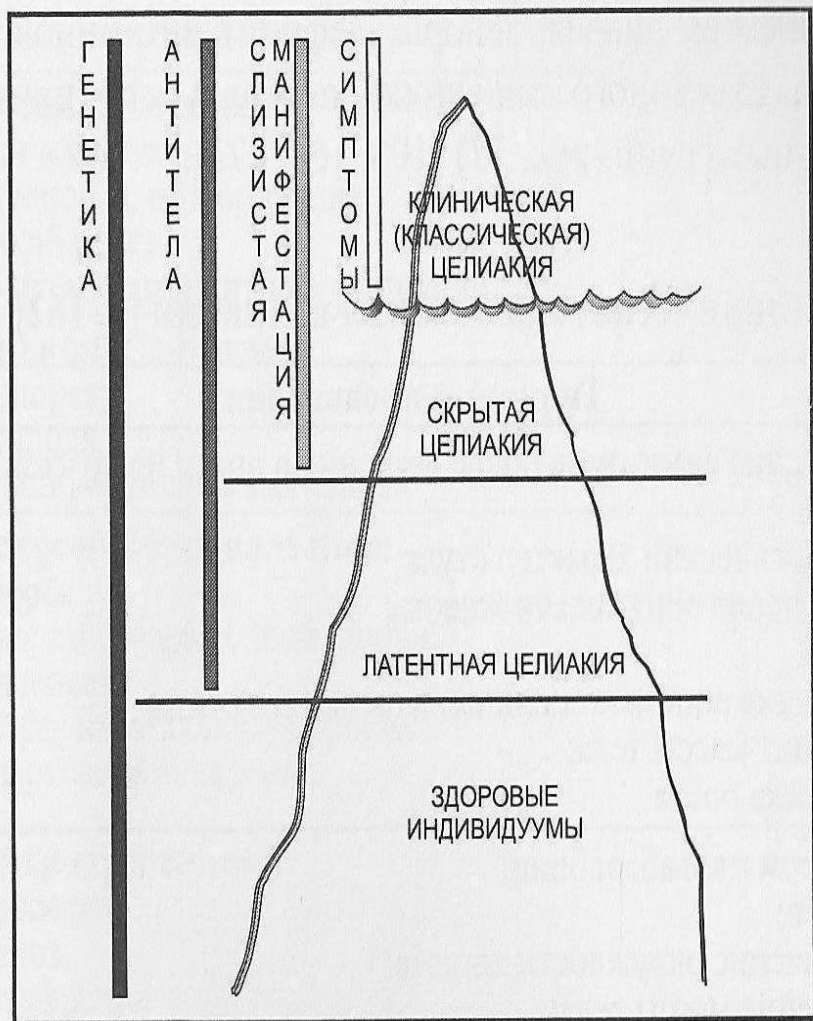 ГЕНЕТИКА
АНТИТЕЛА
СЛИЗИСТАЯ
МАНИФЕСТАЦИЯ
СИМПТОМЫ
КЛИНИЧЕСКАЯ
(КЛАССИЧЕСКАЯ)
ЦЕЛИАКИЯ
СКРЫТАЯ
ЦЕЛИАКИЯ
ЛАТЕНТНАЯ ЦЕЛИАКИЯ
ЗДОРОВЫЕ
ИНДИВИДУУМЫ